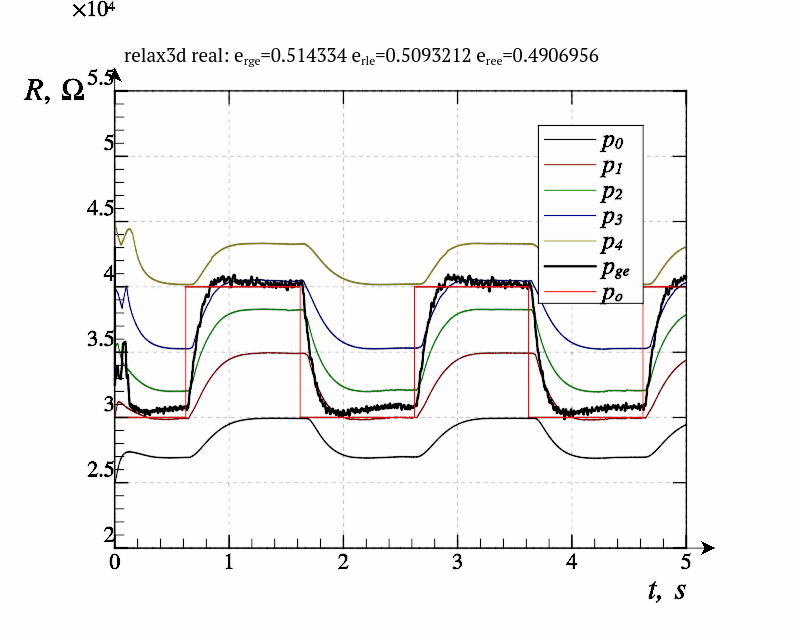 ×10⁴
relax3d real: e_rge=0.514334 e_rle=0.5093212 e_ree=0.4906956
R, Ω
5.5
5
4.5
4
3.5
3
2.5
2
p₀
p₁
p₂
p₃
p₄
p_ge
p_o
0 1 2 3 4 5
t, s